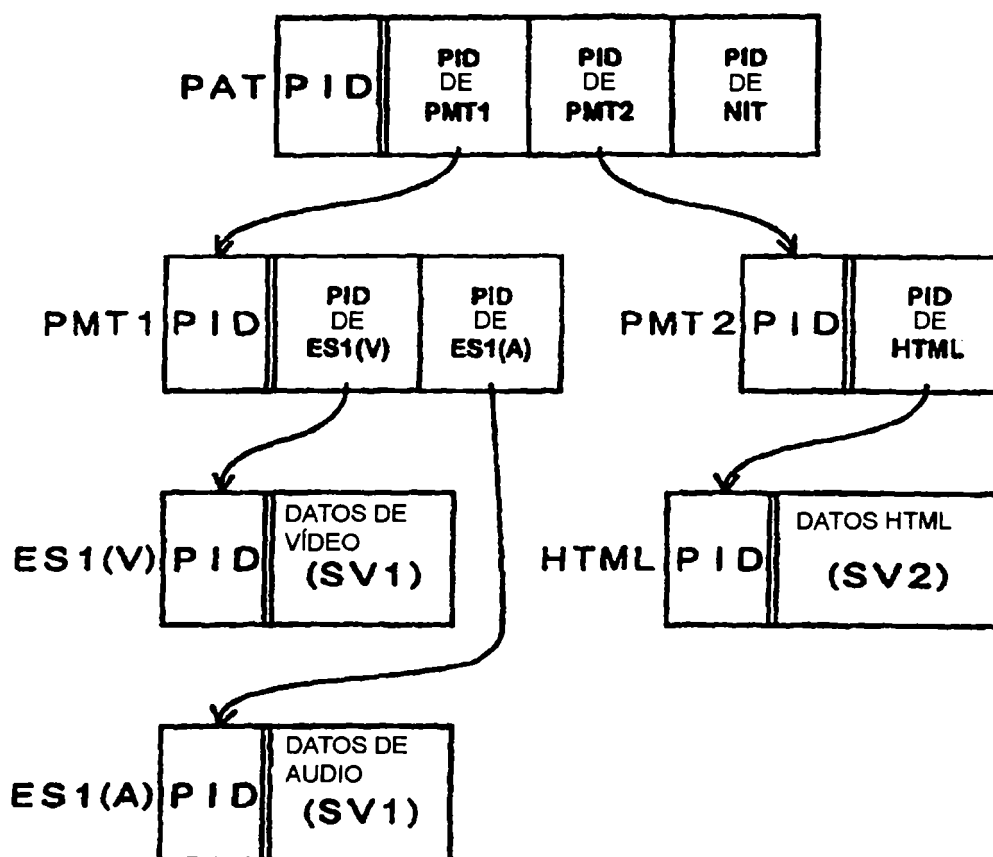 PAT PID
PID
DE
PMT1
PID
DE
PMT2
PID
DE
NIT
PMT1 PID
PID
DE
ES1(V)
PID
DE
ES1(A)
PMT2 PID
PID
DE
HTML
ES1(V) PID
DATOS DE
VÍDEO
(SV1)
HTML PID
DATOS HTML
(SV2)
ES1(A) PID
DATOS DE
AUDIO
(SV1)